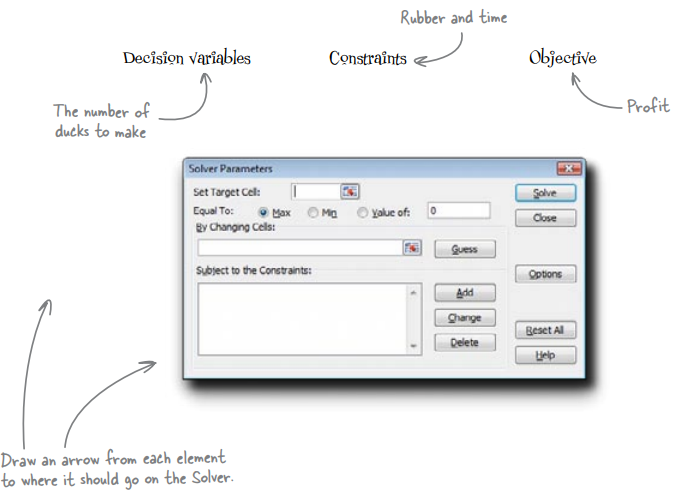 Rubber and time
Decision variables
Constraints
Objective
The number of
ducks to make
Profit
Solver Parameters
Set Target Cell:
Solve
Equal To:
Max
Min
Value of:
0
Close
By Changing Cells:
Guess
Subject to the Constraints:
Options
Add
Change
Reset All
Delete
Help
Draw an arrow from each element
to where it should go on the Solver.